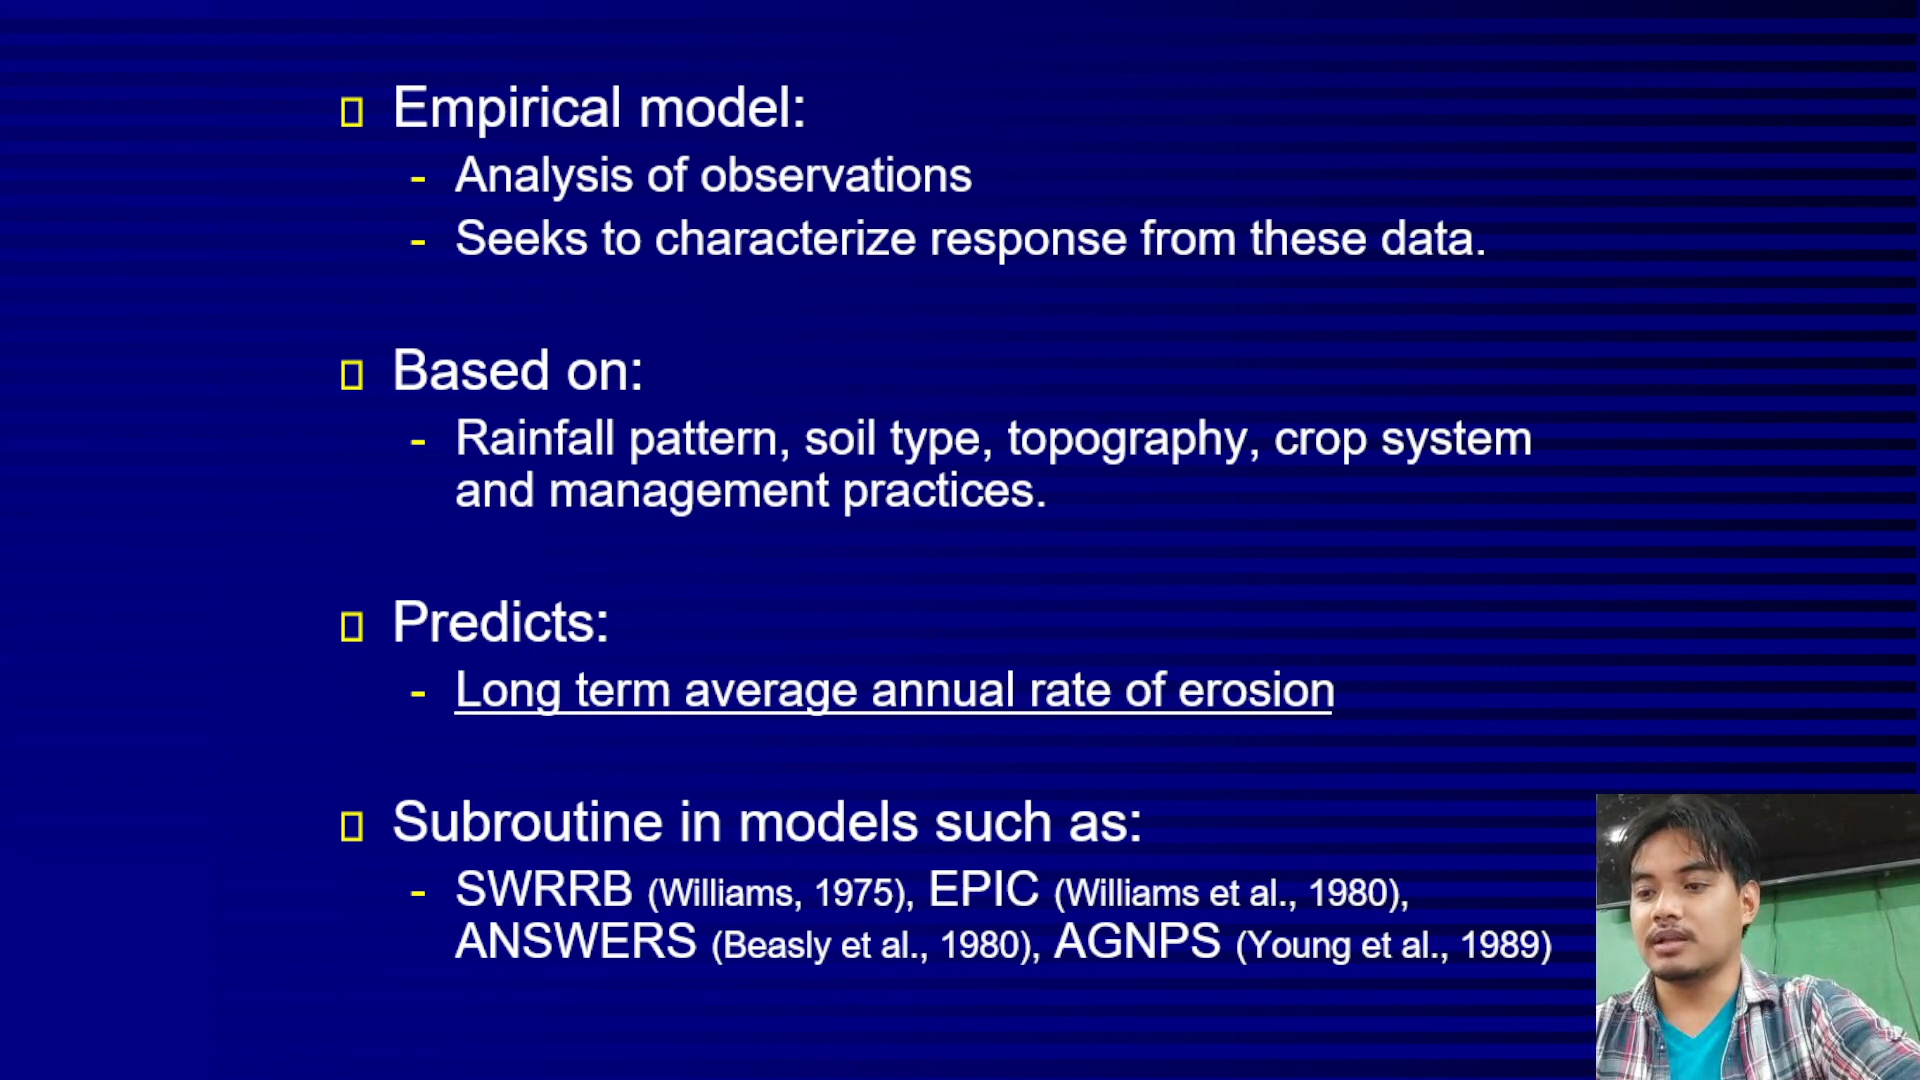 Empirical model:
- Analysis of observations
- Seeks to characterize response from these data.
Based on:
- Rainfall pattern, soil type, topography, crop system
and management practices.
Predicts:
- Long term average annual rate of erosion
Subroutine in models such as:
- SWRRB (Williams, 1975), EPIC (Williams et al., 1980),
ANSWERS (Beasly et al., 1980), AGNPS (Young et al., 1989)